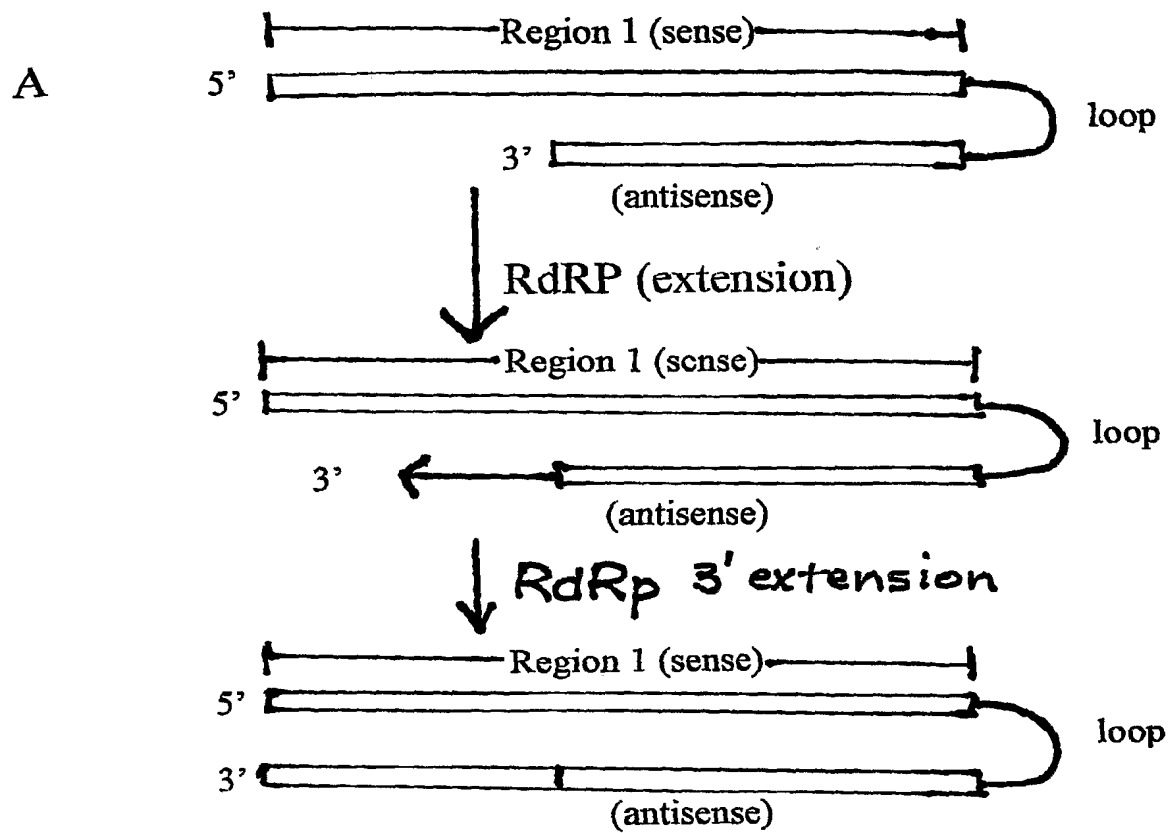 Region 1 (sense)
A
5'
loop
3'
(antisense)
RdRP (extension)
Region 1 (scnse)
5'
loop
3'
(antisense)
RdRp 3' extension
Region 1 (sense)
5'
loop
3'
(antisense)